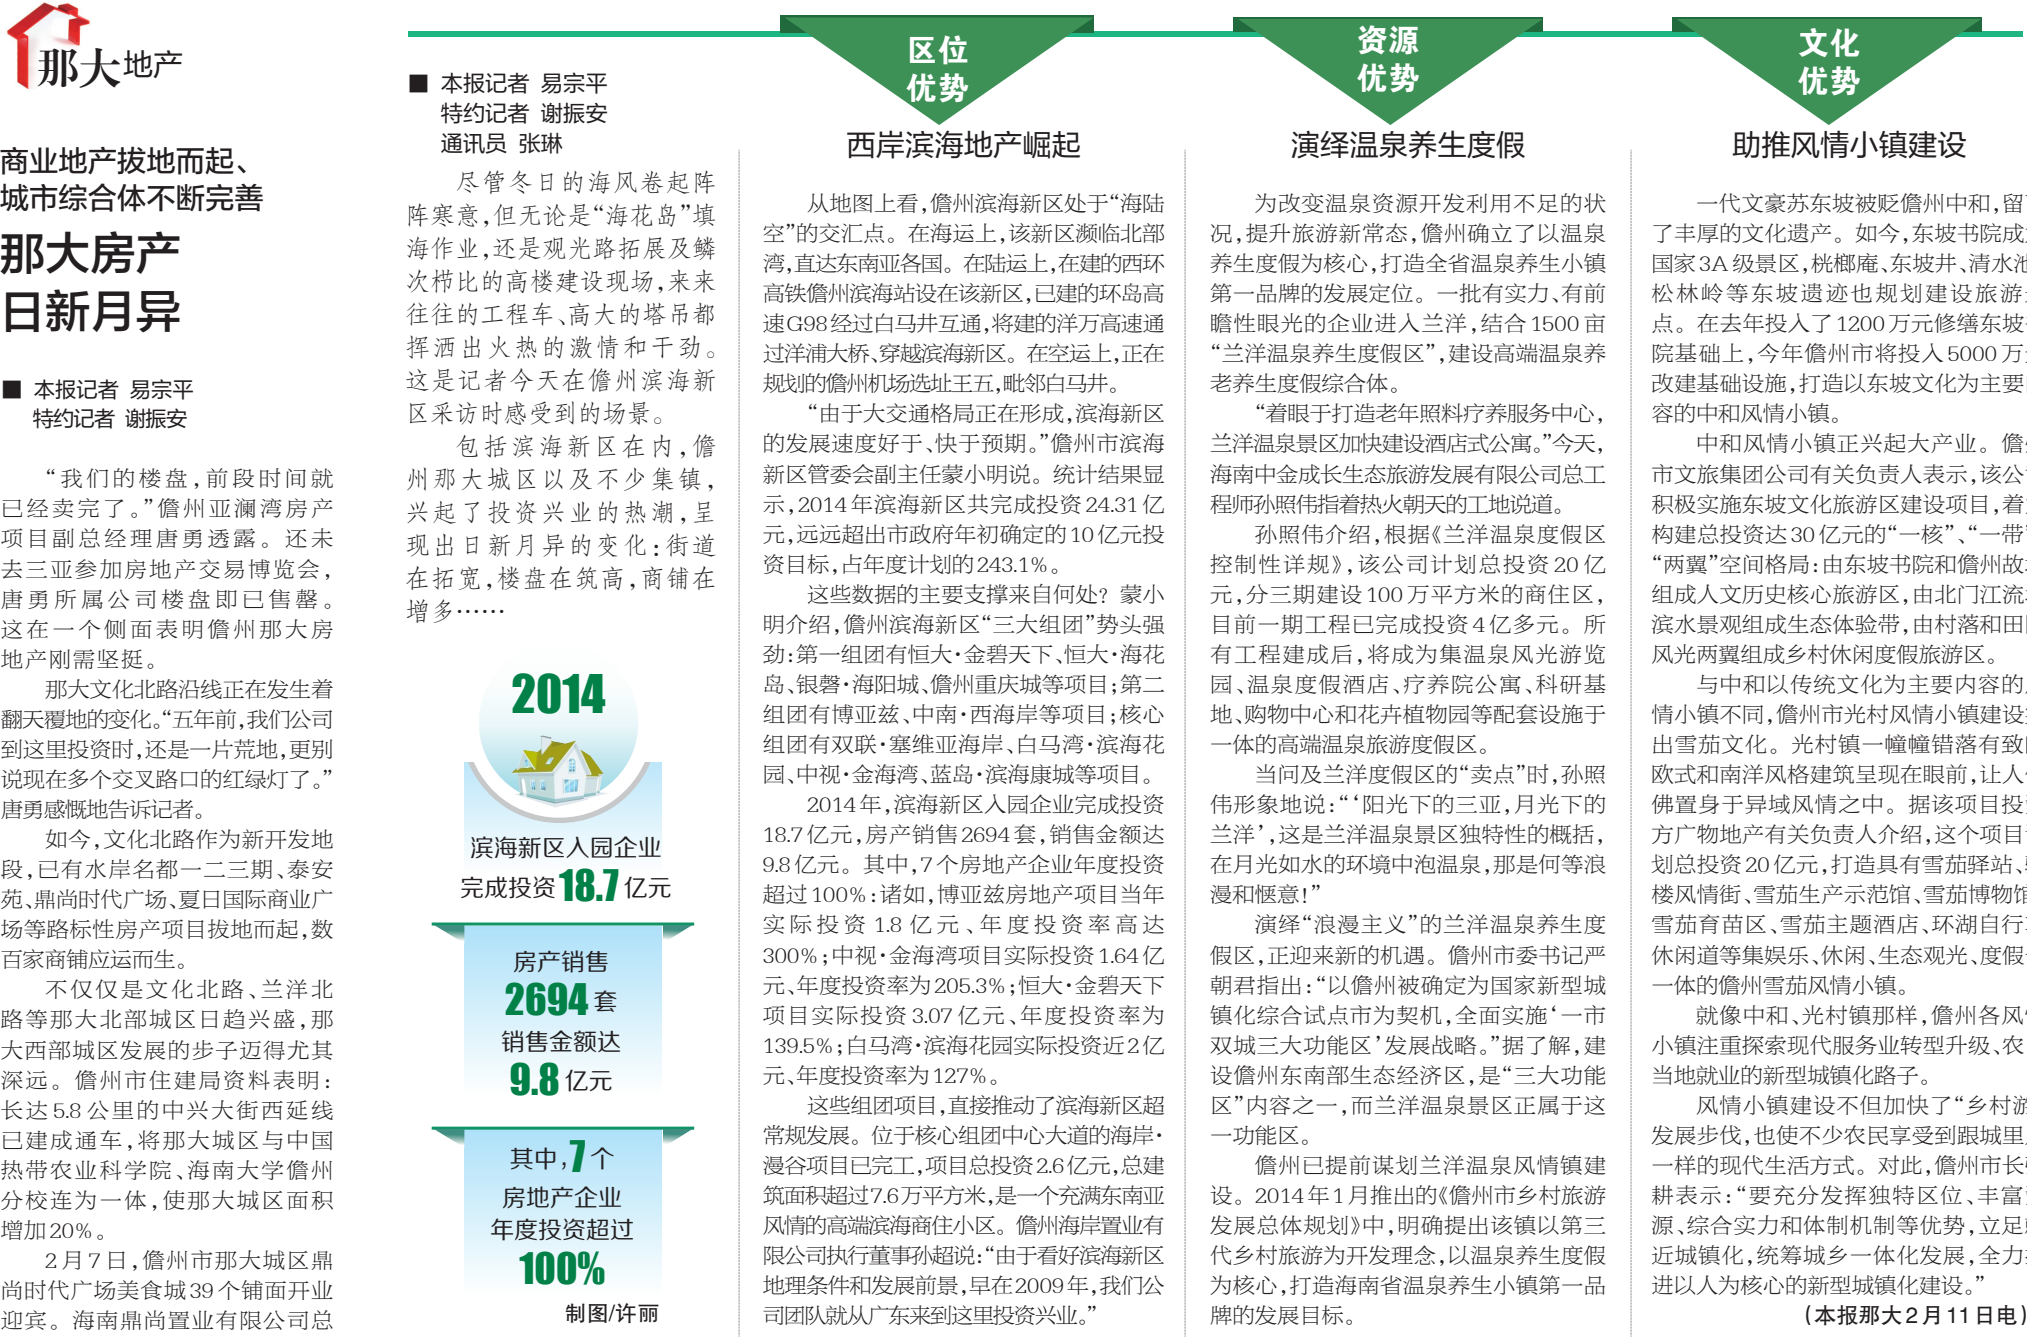 那大地产
商业地产拔地而起、
城市综合体不断完善
那大房产
日新月异
■ 本报记者 易宗平
特约记者 谢振安
“我们的楼盘,前段时间就
已经卖完了。”儋州亚澜湾房产
项目副总经理唐勇透露。还未
去三亚参加房地产交易博览会,
唐勇所属公司楼盘即已售罄。
这在一个侧面表明儋州那大房
地产刚需坚挺。
那大文化北路沿线正在发生着
翻天覆地的变化。“五年前,我们公司
到这里投资时,还是一片荒地,更别
说现在多个交叉路口的红绿灯了。”
唐勇感慨地告诉记者。
如今,文化北路作为新开发地
段,已有水岸名都一二三期、泰安
苑、鼎尚时代广场、夏日国际商业广
场等路标性房产项目拔地而起,数
百家商铺应运而生。
不仅仅是文化北路、兰洋北
路等那大北部城区日趋兴盛,那
大西部城区发展的步子迈得尤其
深远。儋州市住建局资料表明:
长达5.8公里的中兴大街西延线
已建成通车,将那大城区与中国
热带农业科学院、海南大学儋州
分校连为一体,使那大城区面积
增加20%。
2月7日,儋州市那大城区鼎
尚时代广场美食城39个铺面开业
迎宾。海南鼎尚置业有限公司总
■ 本报记者 易宗平
特约记者 谢振安
通讯员 张琳
尽管冬日的海风卷起阵
阵寒意,但无论是“海花岛”填
海作业,还是观光路拓展及鳞
次栉比的高楼建设现场,来来
往往的工程车、高大的塔吊都
挥洒出火热的激情和干劲。
这是记者今天在儋州滨海新
区采访时感受到的场景。
包括滨海新区在内,儋
州那大城区以及不少集镇,
兴起了投资兴业的热潮,呈
现出日新月异的变化:街道
在拓宽,楼盘在筑高,商铺在
增多……
2014
滨海新区入园企业
完成投资18.7亿元
房产销售
2694套
销售金额达
9.8亿元
其中,7个
房地产企业
年度投资超过
100%
制图/许丽
区位
优势
西岸滨海地产崛起
从地图上看,儋州滨海新区处于“海陆
空”的交汇点。在海运上,该新区濒临北部
湾,直达东南亚各国。在陆运上,在建的西环
高铁儋州滨海站设在该新区,已建的环岛高
速G98经过白马井互通,将建的洋万高速通
过洋浦大桥、穿越滨海新区。在空运上,正在
规划的儋州机场选址王五,毗邻白马井。
“由于大交通格局正在形成,滨海新区
的发展速度好于、快于预期。”儋州市滨海
新区管委会副主任蒙小明说。统计结果显
示,2014年滨海新区共完成投资24.31亿
元,远远超出市政府年初确定的10亿元投
资目标,占年度计划的243.1%。
这些数据的主要支撑来自何处？蒙小
明介绍,儋州滨海新区“三大组团”势头强
劲:第一组团有恒大·金碧天下、恒大·海花
岛、银磬·海阳城、儋州重庆城等项目;第二
组团有博亚兹、中南·西海岸等项目;核心
组团有双联·塞维亚海岸、白马湾·滨海花
园、中视·金海湾、蓝岛·滨海康城等项目。
2014年,滨海新区入园企业完成投资
18.7亿元,房产销售2694套,销售金额达
9.8亿元。其中,7个房地产企业年度投资
超过100%:诸如,博亚兹房地产项目当年
实际投资1.8亿元、年度投资率高达
300%;中视·金海湾项目实际投资1.64亿
元、年度投资率为205.3%;恒大·金碧天下
项目实际投资3.07亿元、年度投资率为
139.5%;白马湾·滨海花园实际投资近2亿
元、年度投资率为127%。
这些组团项目,直接推动了滨海新区超
常规发展。位于核心组团中心大道的海岸·
漫谷项目已完工,项目总投资2.6亿元,总建
筑面积超过7.6万平方米,是一个充满东南亚
风情的高端滨海商住小区。儋州海岸置业有
限公司执行董事孙超说:“由于看好滨海新区
地理条件和发展前景,早在2009年,我们公
司团队就从广东来到这里投资兴业。”
资源
优势
演绎温泉养生度假
为改变温泉资源开发利用不足的状
况,提升旅游新常态,儋州确立了以温泉
养生度假为核心,打造全省温泉养生小镇
第一品牌的发展定位。一批有实力、有前
瞻性眼光的企业进入兰洋,结合1500亩
“兰洋温泉养生度假区”,建设高端温泉养
老养生度假综合体。
“着眼于打造老年照料疗养服务中心,
兰洋温泉景区加快建设酒店式公寓。”今天,
海南中金成长生态旅游发展有限公司总工
程师孙照伟指着热火朝天的工地说道。
孙照伟介绍,根据《兰洋温泉度假区
控制性详规》,该公司计划总投资20亿
元,分三期建设100万平方米的商住区,
目前一期工程已完成投资4亿多元。所
有工程建成后,将成为集温泉风光游览
园、温泉度假酒店、疗养院公寓、科研基
地、购物中心和花卉植物园等配套设施于
一体的高端温泉旅游度假区。
当问及兰洋度假区的“卖点”时,孙照
伟形象地说:“‘阳光下的三亚,月光下的
兰洋’,这是兰洋温泉景区独特性的概括,
在月光如水的环境中泡温泉,那是何等浪
漫和惬意!”
演绎“浪漫主义”的兰洋温泉养生度
假区,正迎来新的机遇。儋州市委书记严
朝君指出:“以儋州被确定为国家新型城
镇化综合试点市为契机,全面实施‘一市
双城三大功能区’发展战略。”据了解,建
设儋州东南部生态经济区,是“三大功能
区”内容之一,而兰洋温泉景区正属于这
一功能区。
儋州已提前谋划兰洋温泉风情镇建
设。2014年1月推出的《儋州市乡村旅游
发展总体规划》中,明确提出该镇以第三
代乡村旅游为开发理念,以温泉养生度假
为核心,打造海南省温泉养生小镇第一品
牌的发展目标。
文化
优势
助推风情小镇建设
一代文豪苏东坡被贬儋州中和,留
了丰厚的文化遗产。如今,东坡书院成
国家3A级景区,桄榔庵、东坡井、清水池
松林岭等东坡遗迹也规划建设旅游
点。在去年投入了1200万元修缮东坡
院基础上,今年儋州市将投入5000万
改建基础设施,打造以东坡文化为主要
容的中和风情小镇。
中和风情小镇正兴起大产业。儋
市文旅集团公司有关负责人表示,该公
积极实施东坡文化旅游区建设项目,着
构建总投资达30亿元的“一核”、“一带”
“两翼”空间格局:由东坡书院和儋州故
组成人文历史核心旅游区,由北门江流
滨水景观组成生态体验带,由村落和田
风光两翼组成乡村休闲度假旅游区。
与中和以传统文化为主要内容的
情小镇不同,儋州市光村风情小镇建设
出雪茄文化。光村镇一幢幢错落有致
欧式和南洋风格建筑呈现在眼前,让人
佛置身于异域风情之中。据该项目投
方广物地产有关负责人介绍,这个项目
划总投资20亿元,打造具有雪茄驿站、
楼风情街、雪茄生产示范馆、雪茄博物馆
雪茄育苗区、雪茄主题酒店、环湖自行
休闲道等集娱乐、休闲、生态观光、度假
一体的儋州雪茄风情小镇。
就像中和、光村镇那样,儋州各风
小镇注重探索现代服务业转型升级、农
当地就业的新型城镇化路子。
风情小镇建设不但加快了“乡村游
发展步伐,也使不少农民享受到跟城里
一样的现代生活方式。对此,儋州市长
耕表示:“要充分发挥独特区位、丰富
源、综合实力和体制机制等优势,立足
近城镇化,统筹城乡一体化发展,全力
进以人为核心的新型城镇化建设。”
(本报那大2月11日电)